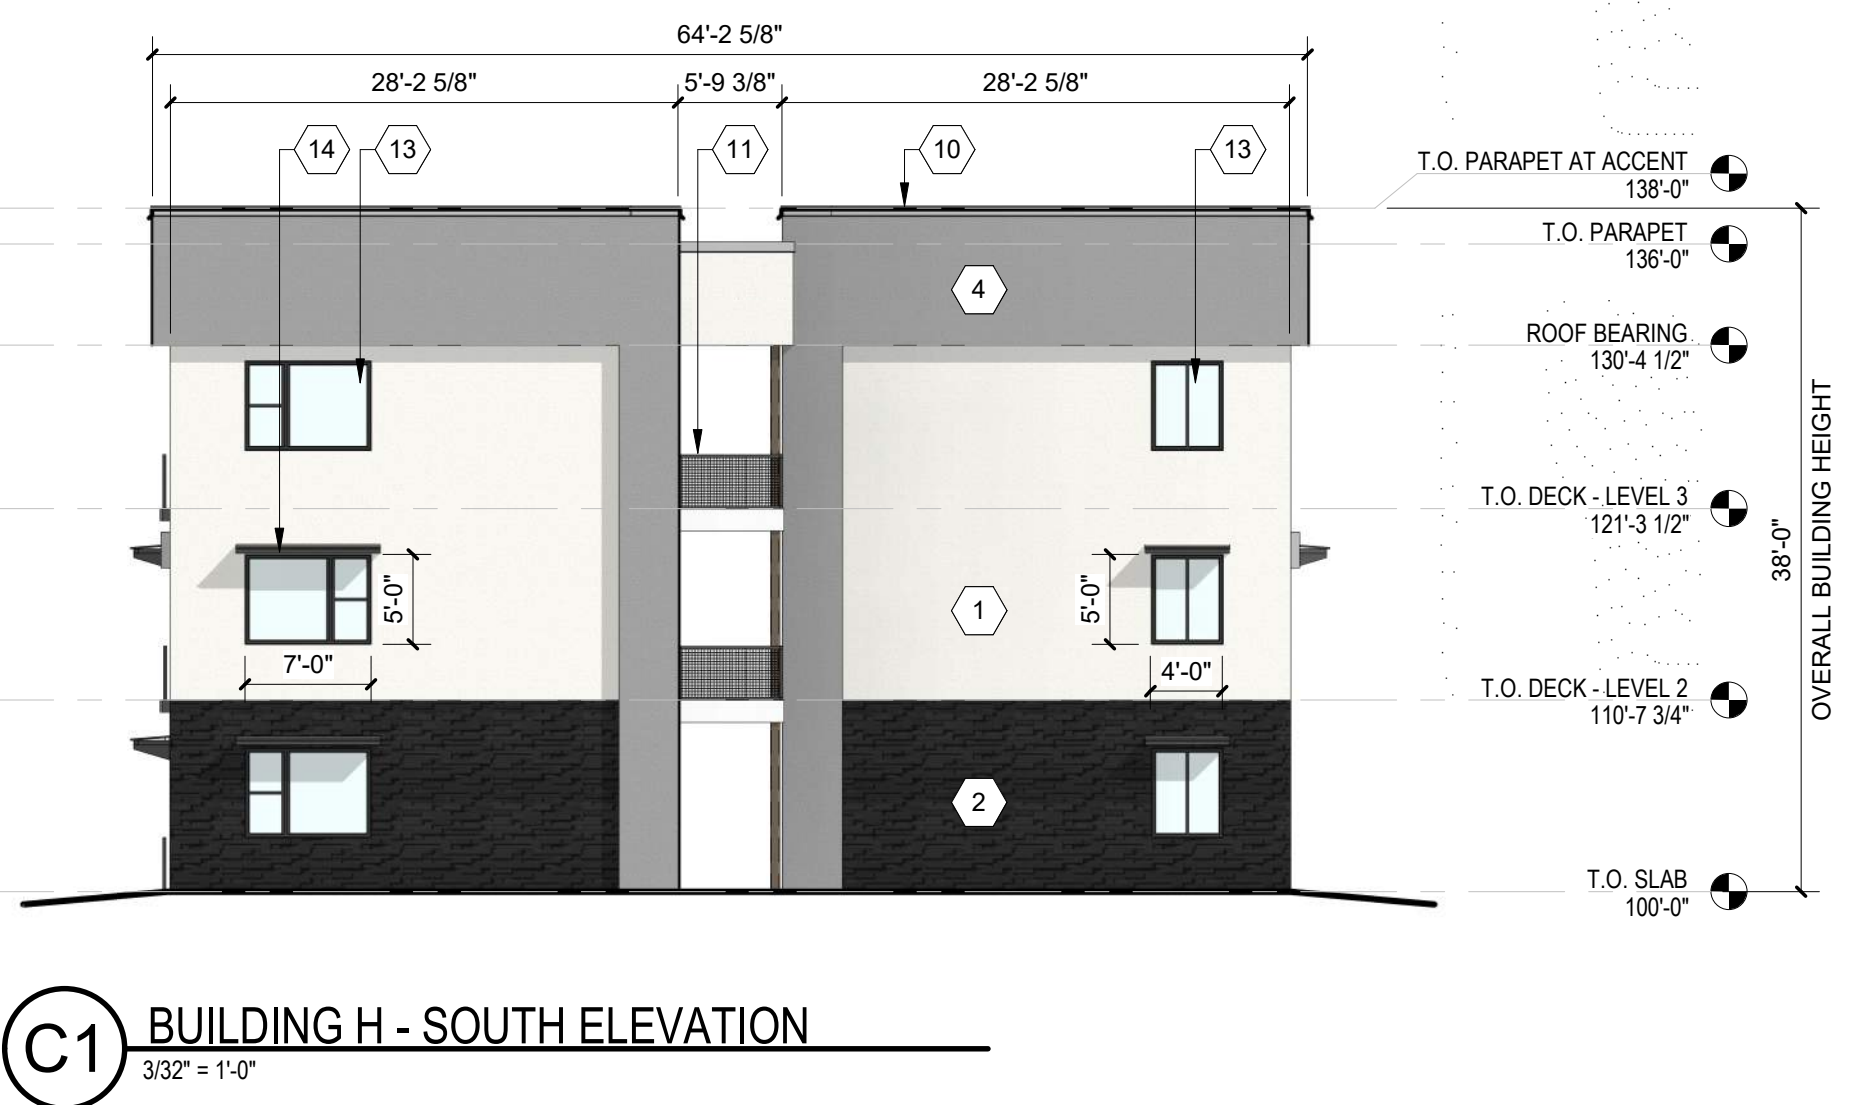 64'-2 5/8"
28'-2 5/8"
5'-9 3/8"
28'-2 5/8"
14
13
11
10
13
T.O. PARAPET AT ACCENT
138'-0"
T.O. PARAPET
136'-0"
4
ROOF BEARING
130'-4 1/2"
T.O. DECK - LEVEL 3
121'-3 1/2"
38'-0"
OVERALL BUILDING HEIGHT
5'-0"
7'-0"
1
5'-0"
4'-0"
T.O. DECK - LEVEL 2
110'-7 3/4"
2
T.O. SLAB
100'-0"
C1
BUILDING H - SOUTH ELEVATION
3/32" = 1'-0"